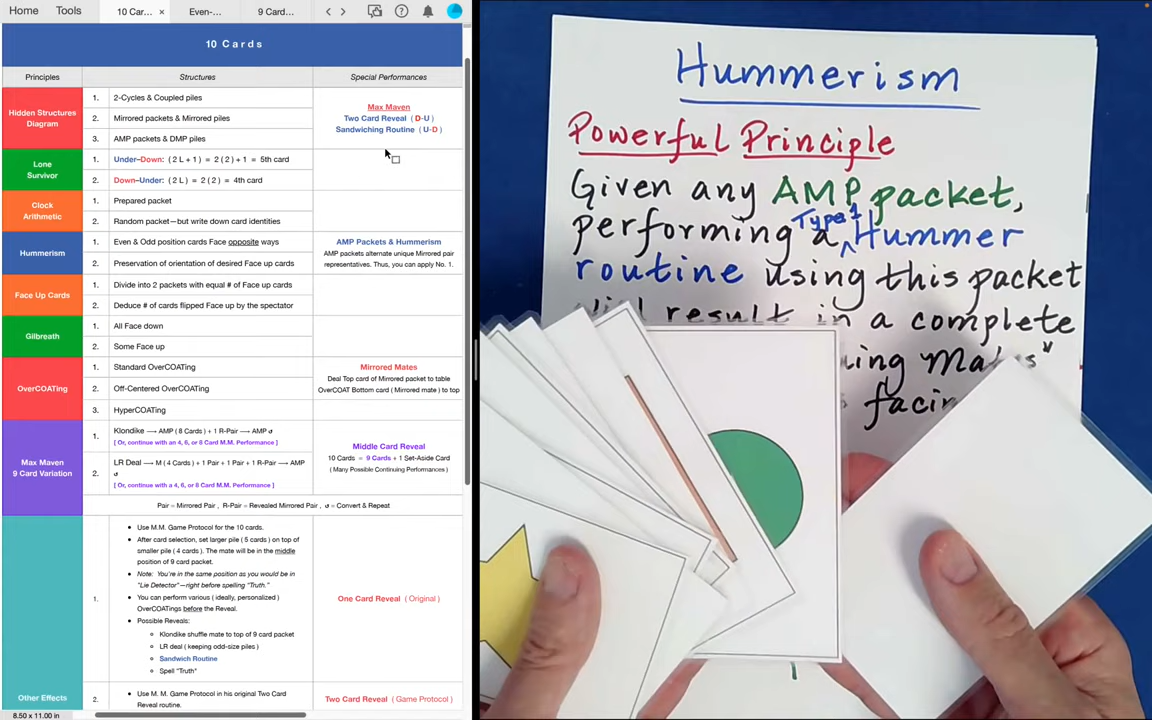 Home Tools 10 Car... × Even-... 9 Card...
10 Cards
Principles Structures Special Performances
Hidden Structures
Diagram
1. 2-Cycles & Coupled piles
2. Mirrored packets & Mirrored piles
3. AMP packets & DMP piles
Max Maven
Two Card Reveal ( D-U )
Sandwiching Routine ( U-D )
Lone
Survivor
1. Under–Down: ( 2 L + 1 ) = 2 ( 2 ) + 1 = 5th card
2. Down–Under: ( 2 L ) = 2 ( 2 ) = 4th card
Clock
Arithmetic
1. Prepared packet
2. Random packet—but write down card identities
Hummerism
1. Even & Odd position cards Face opposite ways
2. Preservation of orientation of desired Face up cards
AMP Packets & Hummerism
AMP packets alternate unique Mirrored pair
representatives. Thus, you can apply No. 1.
Face Up Cards
1. Divide into 2 packets with equal # of Face up cards
2. Deduce # of cards flipped Face up by the spectator
Gilbreath
1. All Face down
2. Some Face up
OverCOATing
1. Standard OverCOATing
2. Off-Centered OverCOATing
3. HyperCOATing
Mirrored Mates
Deal Top card of Mirrored packet to table
OverCOAT Bottom card ( Mirrored mate ) to top
Max Maven
9 Card Variation
1. Klondike → AMP ( 8 Cards ) + 1 R-Pair → AMP ↺
[ Or, continue with an 4, 6, or 8 Card M.M. Performance ]
2. LR Deal → M ( 4 Cards ) + 1 Pair + 1 Pair + 1 R-Pair → AMP
↺
[ Or, continue with a 4, 6, or 8 Card M.M. Performance ]
Middle Card Reveal
10 Cards = 9 Cards + 1 Set-Aside Card
( Many Possible Continuing Performances )
Pair = Mirrored Pair , R-Pair = Revealed Mirrored Pair , ↺ = Convert & Repeat
Other Effects
1.
• Use M.M. Game Protocol for the 10 cards.
• After card selection, set larger pile ( 5 cards ) on top of
smaller pile ( 4 cards ). The mate will be in the middle
position of 9 card packet.
• Note: You're in the same position as you would be in
"Lie Detector"—right before spelling "Truth."
• You can perform various ( ideally, personalized )
OverCOATings before the Reveal.
• Possible Reveals:
○ Klondike shuffle mate to top of 9 card packet
○ LR deal ( keeping odd-size piles )
○ Sandwich Routine
○ Spell "Truth"
One Card Reveal ( Original )
2.
• Use M. M. Game Protocol in his original Two Card
Reveal routine.
Two Card Reveal ( Game Protocol )
8.50 x 11.00 in
Hummerism
Powerful Principle
Given any AMP packet,
performing a Type 1 Hummer
routine using this packet
will result in a complete
facing